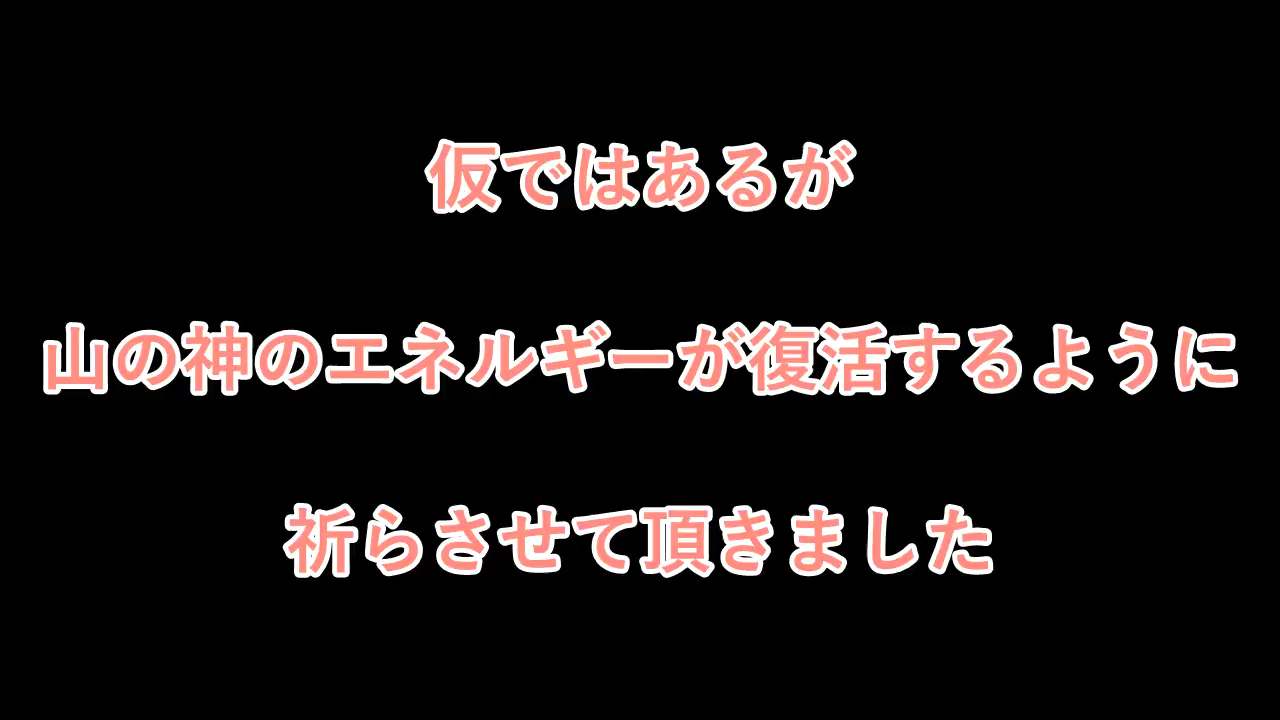 仮ではあるが
山の神のエネルギーが復活するように
祈らさせて頂きました